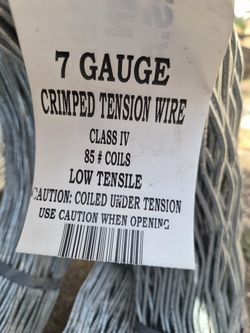 7 GAUGE
CRIMPED TENSION WIRE
CLASS IV
85 # COILS
LOW TENSILE
CAUTION: COILED UNDER TENSION
USE CAUTION WHEN OPENING